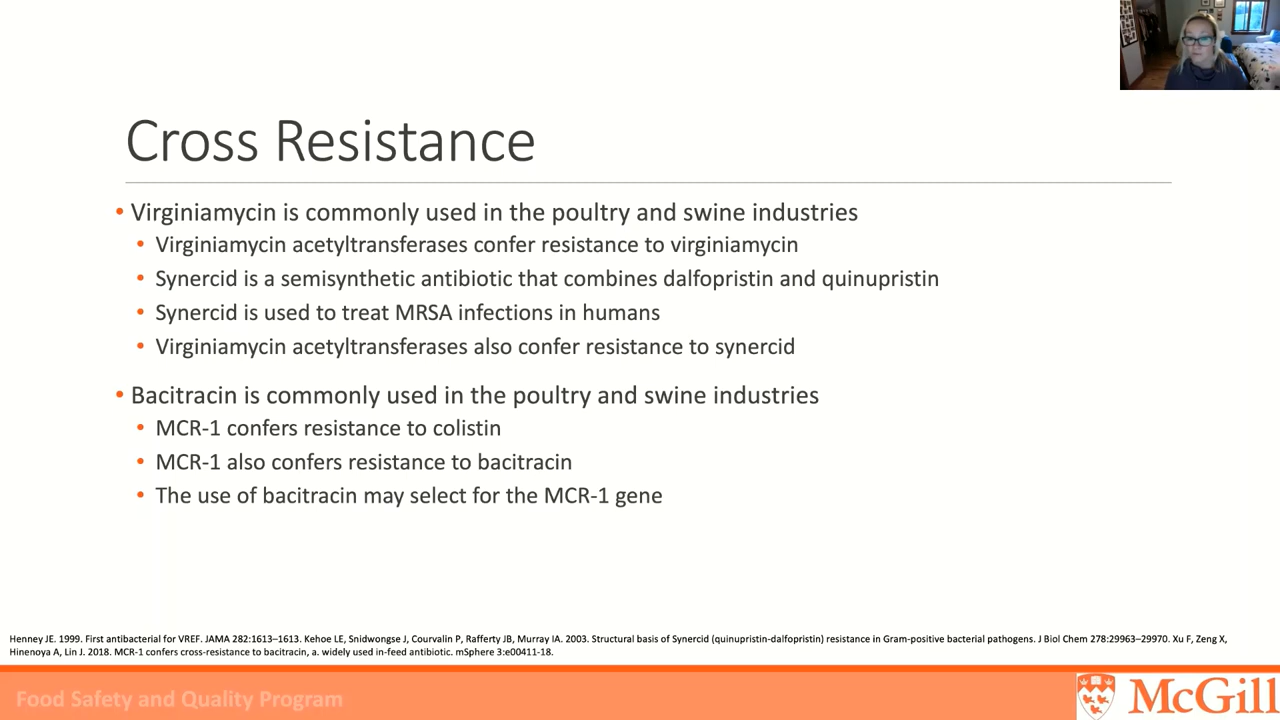 Cross Resistance
• Virginiamycin is commonly used in the poultry and swine industries
• Virginiamycin acetyltransferases confer resistance to virginiamycin
• Synercid is a semisynthetic antibiotic that combines dalfopristin and quinupristin
• Synercid is used to treat MRSA infections in humans
• Virginiamycin acetyltransferases also confer resistance to synercid
• Bacitracin is commonly used in the poultry and swine industries
• MCR-1 confers resistance to colistin
• MCR-1 also confers resistance to bacitracin
• The use of bacitracin may select for the MCR-1 gene
Henney JE. 1999. First antibacterial for VREF. JAMA 282:1613–1613. Kehoe LE, Snidwongse J, Courvalin P, Rafferty JB, Murray IA. 2003. Structural basis of Synercid (quinupristin-dalfopristin) resistance in Gram-positive bacterial pathogens. J Biol Chem 278:29963–29970. Xu F, Zeng X,
Hinenoya A, Lin J. 2018. MCR-1 confers cross-resistance to bacitracin, a. widely used in-feed antibiotic. mSphere 3:e00411-18.
Food Safety and Quality Program
McGill